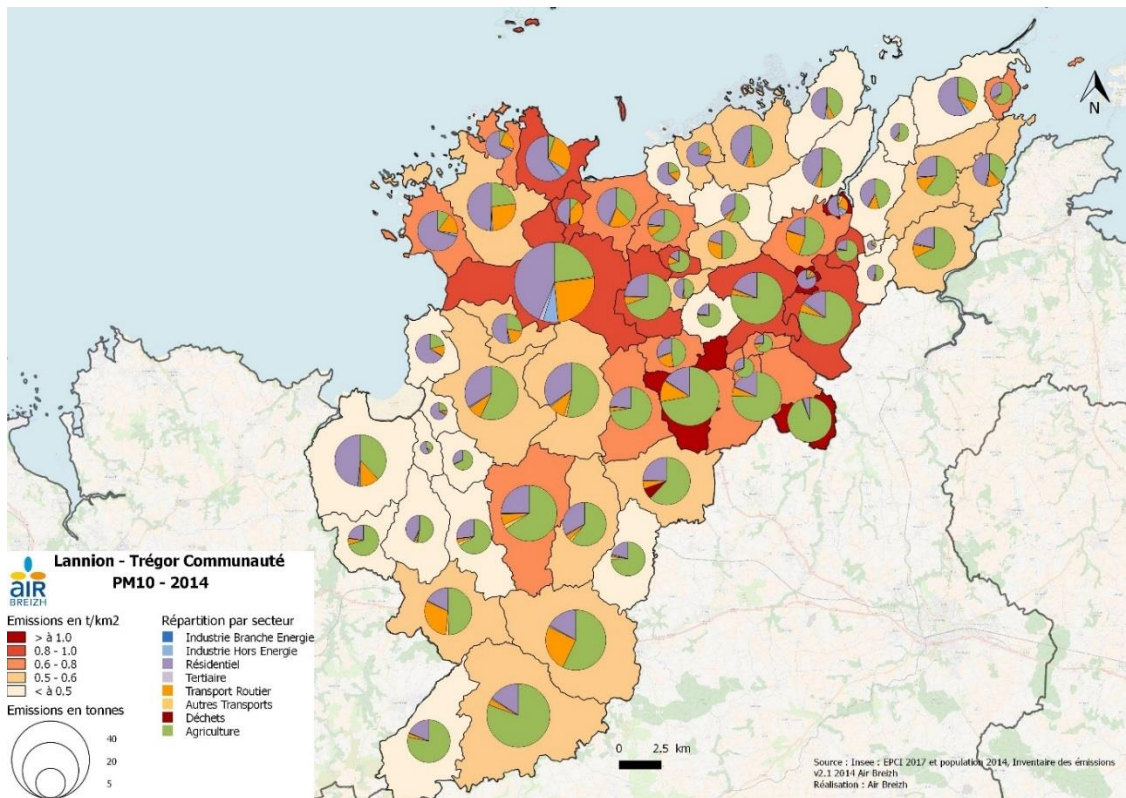 N
Lannion - Trégor Communauté
PM10 - 2014
aiR
BREIZH
Emissions en t/km2
> à 1.0
0.8 - 1.0
0.6 - 0.8
0.5 - 0.6
< à 0.5
Emissions en tonnes
40
20
5
Répartition par secteur
Industrie Branche Energie
Industrie Hors Energie
Résidentiel
Tertiaire
Transport Routier
Autres Transports
Déchets
Agriculture
0 2.5 km
Source : Insee : EPCI 2017 et population 2014, Inventaire des émissions
v2.1 2014 Air Breizh
Réalisation : Air Breizh